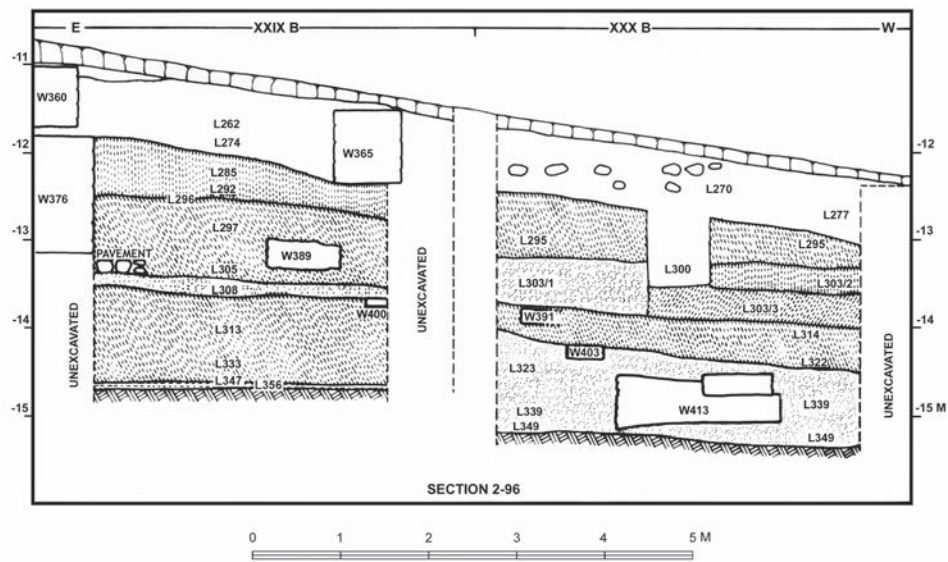 E XXIX B XXX B W
-11
W360
L262
-12 W365 -12
L274
L285
L292
W376 L296 L270
L277
L297
-13 W389 L295 L295 -13
PAVEMENT
L305 L300
L308 L303/1 L303/2
W400 L303/3
W391
-14 L313 L314 -14
W403 L322
L333 L323
L347 L356
-15 W413 -15 M
L339 L339
L349 L349
UNEXCAVATED UNEXCAVATED UNEXCAVATED
SECTION 2-96
0 1 2 3 4 5 M